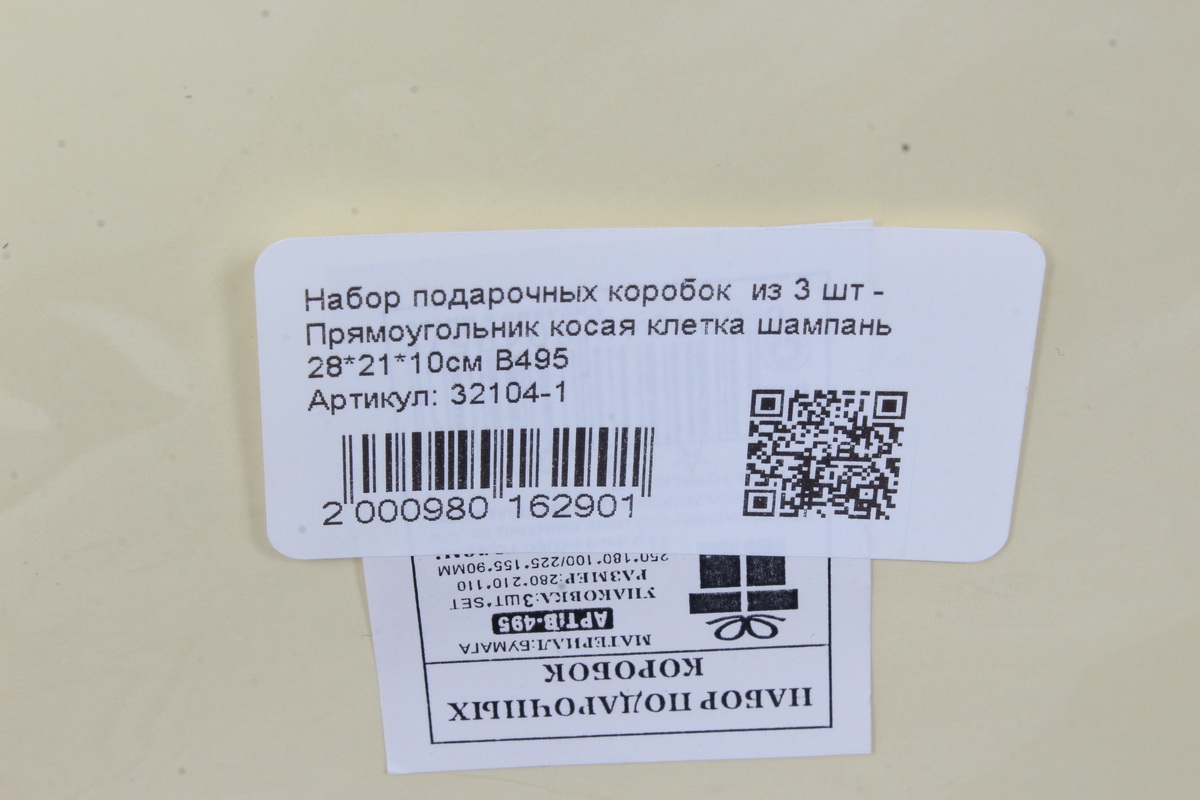 Набор подарочных коробок из 3 шт -
Прямоугольник косая клетка шампань
28*21*10см B495
Артикул: 32104-1
2 000980 162901
НАБОР ПОДАРОЧНЫХ
КОРОБОК
МАТЕРИАЛ:БУМАГА
АРТ:B-495
УПАКОВКА:3ШТ*SET
РАЗМЕР:280*210*110
250*180*100/225*155*90ММ